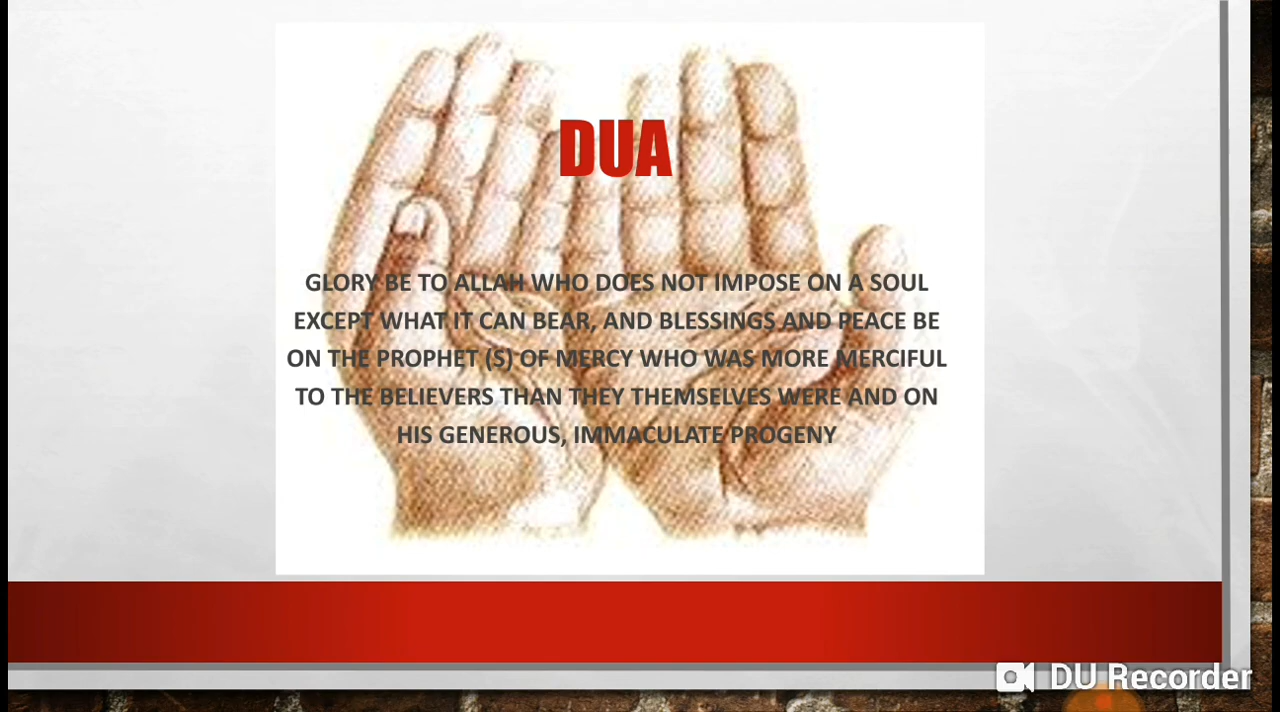 DUA
GLORY BE TO ALLAH WHO DOES NOT IMPOSE ON A SOUL
EXCEPT WHAT IT CAN BEAR, AND BLESSINGS AND PEACE BE
ON THE PROPHET (S) OF MERCY WHO WAS MORE MERCIFUL
TO THE BELIEVERS THAN THEY THEMSELVES WERE AND ON
HIS GENEROUS, IMMACULATE PROGENY
DU Recorder